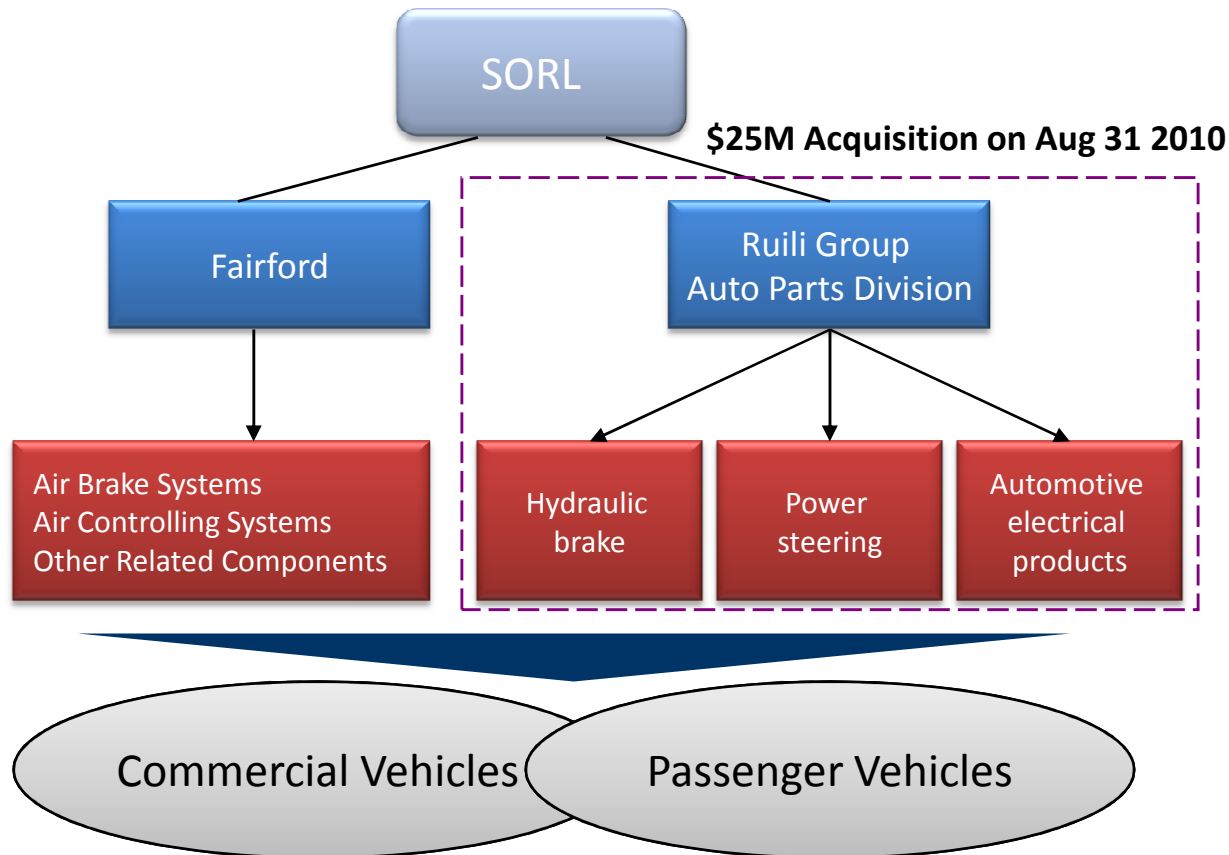 SORL
$25M Acquisition on Aug 31 2010
Fairford
Ruili Group
Auto Parts Division
Air Brake Systems
Air Controlling Systems
Other Related Components
Hydraulic
brake
Power
steering
Automotive
electrical
products
Commercial Vehicles
Passenger Vehicles